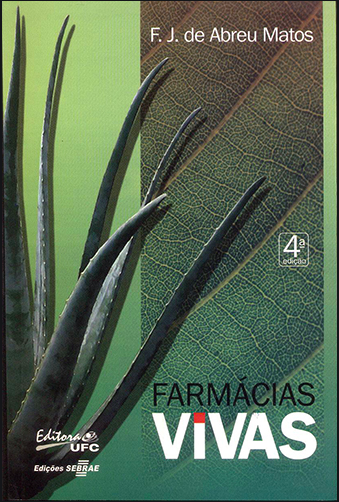 F. J. de Abreu Matos
4ª
edição
FARMÁCIAS
ViVAS
Editora
UFC
Edições SEBRAE